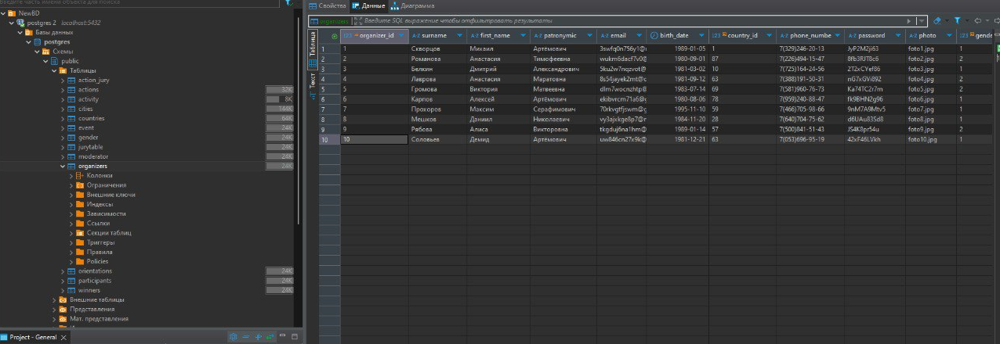 Введите часть имени объекта для поиска
NewBD
postgres 2 localhost:5432
Базы данных
postgres
Схемы
public
Таблицы
action_jury
actions 32K
activity 8K
cities 144K
countries 64K
event 24K
gender 24K
jurytable 24K
moderator 24K
organizers 24K
Колонки
Ограничения
Внешние ключи
Индексы
Зависимости
Ссылки
Секции таблиц
Триггеры
Правила
Policies
orientations 24K
participants 24K
winners 24K
Внешние таблицы
Представления
Мат. представления
Project - General
Свойства Данные Диаграмма
organizers Введите SQL выражение чтобы отфильтровать результаты
Таблица
Текст
123 organizer_id A-Z surname A-Z first_name A-Z patronymic A-Z email birth_date 123 country_id A-Z phone_numbe A-Z password A-Z photo 123 gende
1 1 Скворцов Михаил Артёмович 3swfq0n756y1@ 1989-01-05 1 7(329)246-20-13 JyP2M2ji63 foto1.jpg 1
2 2 Романова Анастасия Тимофеевна wukm6dacf7v0@ 1980-09-01 87 7(226)494-15-47 8fb3RJT8c6 foto2.jpg 2
3 3 Белкин Дмитрий Александрович 5ku2w7nqzvot@ 1981-03-02 10 7(725)164-24-56 2T2xCYef86 foto3.jpg 1
4 4 Лаврова Анастасия Маратовна 8s54jayek2mt@ 1981-09-12 63 7(388)191-50-31 nG7xGVi892 foto4.jpg 2
5 5 Громова Виктория Матвеевна dlm7wocnzhtp@ 1983-07-14 69 7(581)960-76-73 Ka74TC2r7m foto5.jpg 2
6 6 Карпов Алексей Артёмович ekibvrcm71a6@ 1980-08-06 78 7(959)240-88-47 fk9BHN2g96 foto6.jpg 1
7 7 Прохоров Максим Серафимович 70rkvgtfjswm@ 1995-11-10 59 7(466)705-98-66 9nM7A9Mtv5 foto7.jpg 1
8 8 Мешков Даниил Николаевич vy3ajxkge8p7@ 1984-11-20 28 7(640)704-75-62 d6UAu83Sd8 foto8.jpg 1
9 9 Рябова Алиса Викторовна tkgduj6na1hm@ 1989-01-14 57 7(500)841-51-43 JS4K8pr54u foto9.jpg 2
10 10 Соловьев Демид Артёмович uw846cn27x9k@ 1981-12-21 63 7(053)696-95-19 42xF46LVkh foto10.jpg 1